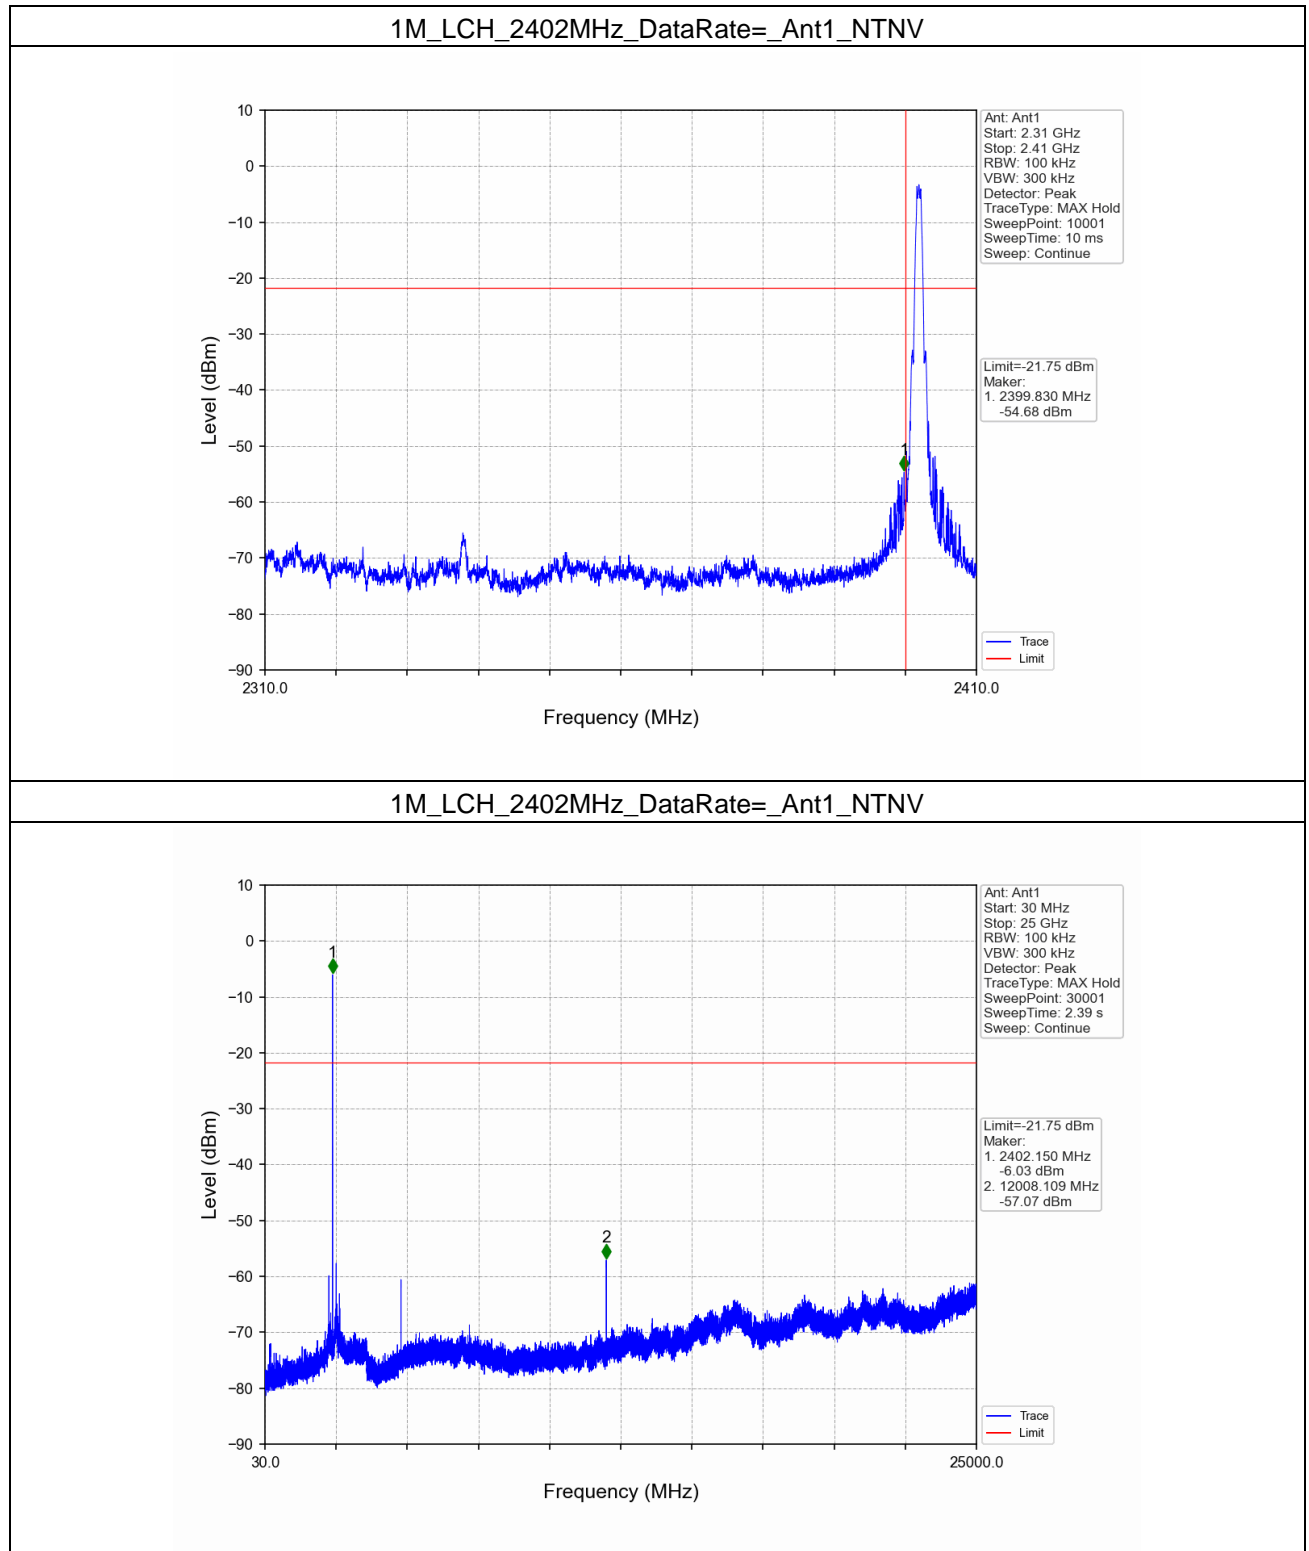 1M_LCH_2402MHz_DataRate=_Ant1_NTNV
10
0
−10
−20
−30
−40
−50
−60
−70
−80
−90
Level (dBm)
1
2310.0
2410.0
Frequency (MHz)
Ant: Ant1
Start: 2.31 GHz
Stop: 2.41 GHz
RBW: 100 kHz
VBW: 300 kHz
Detector: Peak
TraceType: MAX Hold
SweepPoint: 10001
SweepTime: 10 ms
Sweep: Continue
Limit=-21.75 dBm
Maker:
1. 2399.830 MHz
-54.68 dBm
Trace
Limit
1M_LCH_2402MHz_DataRate=_Ant1_NTNV
10
0
−10
−20
−30
−40
−50
−60
−70
−80
−90
Level (dBm)
1
2
30.0
25000.0
Frequency (MHz)
Ant: Ant1
Start: 30 MHz
Stop: 25 GHz
RBW: 100 kHz
VBW: 300 kHz
Detector: Peak
TraceType: MAX Hold
SweepPoint: 30001
SweepTime: 2.39 s
Sweep: Continue
Limit=-21.75 dBm
Maker:
1. 2402.150 MHz
-6.03 dBm
2. 12008.109 MHz
-57.07 dBm
Trace
Limit